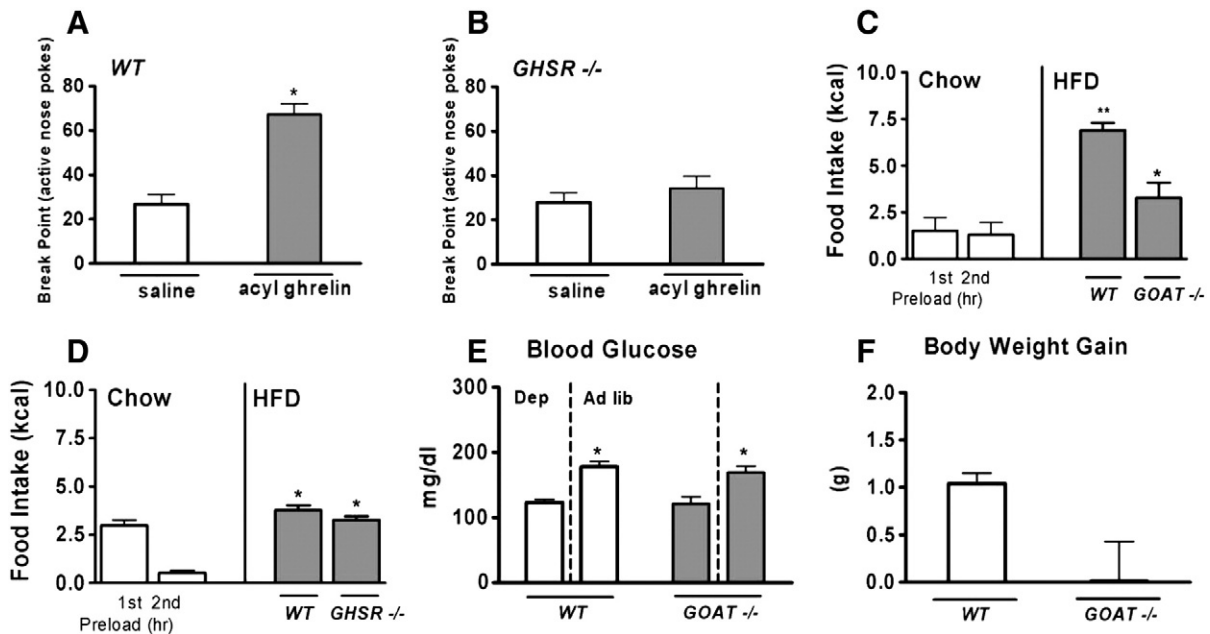 A
WT
Break Point (active nose pokes)
80
60
40
20
0
*
saline
acyl ghrelin
B
GHSR -/-
Break Point (active nose pokes)
80
60
40
20
0
saline
acyl ghrelin
C
Food Intake (kcal)
10.0
7.5
5.0
2.5
0.0
Chow
HFD
**
*
1st 2nd
Preload (hr)
WT
GOAT -/-
D
Food Intake (kcal)
10.0
7.5
5.0
2.5
0.0
Chow
HFD
*
*
1st 2nd
Preload (hr)
WT
GHSR -/-
E
Blood Glucose
mg/dl
300
200
100
0
Dep
Ad lib
*
*
WT
GOAT -/-
F
Body Weight Gain
(g)
2.0
1.0
0.5
0.0
WT
GOAT -/-